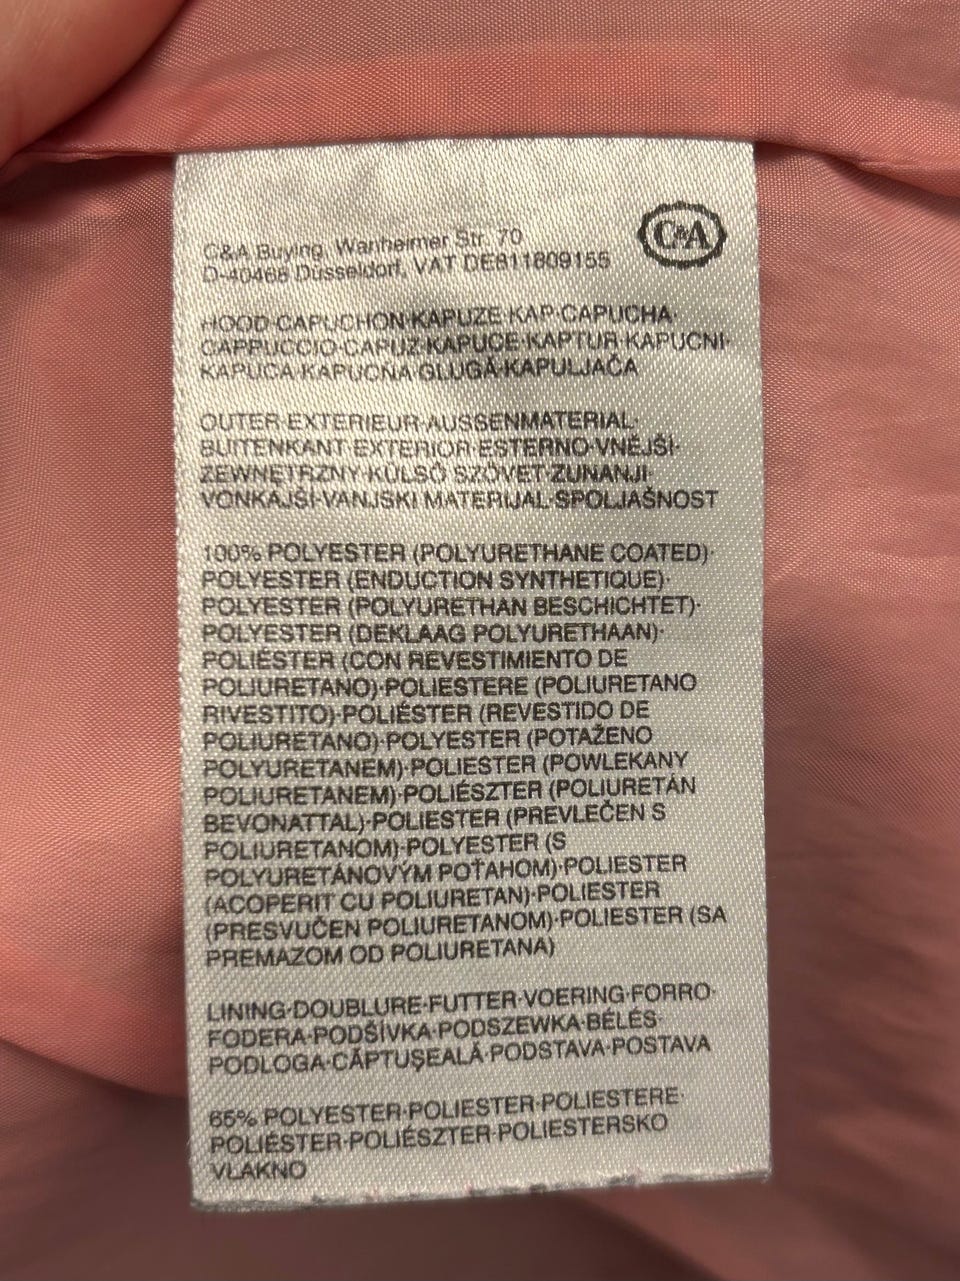 C&A Buying, Wanheimer Str. 70
D-40468 Düsseldorf, VAT DE811809155
C&A
HOOD·CAPUCHON·KAPUZE·KAP·CAPUCHA·
CAPPUCCIO·CAPUZ·KAPUCE·KAPTUR·KAPUCNI·
KAPUCA·KAPUCŇA·GLUGĂ·KAPULJAČA
OUTER·EXTERIEUR·AUSSENMATERIAL·
BUITENKANT·EXTERIOR·ESTERNO·VNĚJŠÍ·
ZEWNĘTRZNY·KÜLSŐ SZÖVET·ZUNANJI·
VONKAJŠÍ·VANJSKI MATERIJAL·SPOLJAŠNOST
100% POLYESTER (POLYURETHANE COATED)·
POLYESTER (ENDUCTION SYNTHETIQUE)·
POLYESTER (POLYURETHAN BESCHICHTET)·
POLYESTER (DEKLAAG POLYURETHAAN)·
POLIÉSTER (CON REVESTIMIENTO DE
POLIURETANO)·POLIESTERE (POLIURETANO
RIVESTITO)·POLIÉSTER (REVESTIDO DE
POLIURETANO)·POLYESTER (POTAŽENO
POLYURETANEM)·POLIESTER (POWLEKANY
POLIURETANEM)·POLIÉSZTER (POLIURETÁN
BEVONATTAL)·POLIESTER (PREVLEČEN S
POLIURETANOM)·POLYESTER (S
POLYURETÁNOVÝM POŤAHOM)·POLIESTER
(ACOPERIT CU POLIURETAN)·POLIESTER
(PRESVUČEN POLIURETANOM)·POLIESTER (SA
PREMAZOM OD POLIURETANA)
LINING·DOUBLURE·FUTTER·VOERING·FORRO·
FODERA·PODŠÍVKA·PODSZEWKA·BÉLÉS·
PODLOGA·CĂPTUŞEALĂ·PODSTAVA·POSTAVA
65% POLYESTER·POLIESTER·POLIESTERE·
POLIÉSTER·POLIÉSZTER·POLIESTERSKO
VLAKNO